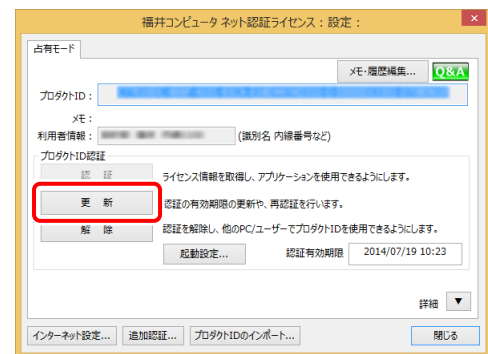 福井コンピュータ ネット認証ライセンス：設定：
占有モード
メモ・履歴編集... Q&A
プロダクトID：
メモ：
利用者情報： (識別名 内線番号など)
プロダクトID認証
認　証 ライセンス情報を取得し、アプリケーションを使用できるようにします。
更　新 認証の有効期限の更新や、再認証を行います。
解　除 認証を解除し、他のPC/ユーザーでプロダクトIDを使用できるようにします。
起動設定... 認証有効期限 2014/07/19 10:23
詳細 ▼
インターネット設定... 追加認証... プロダクトIDのインポート... 閉じる